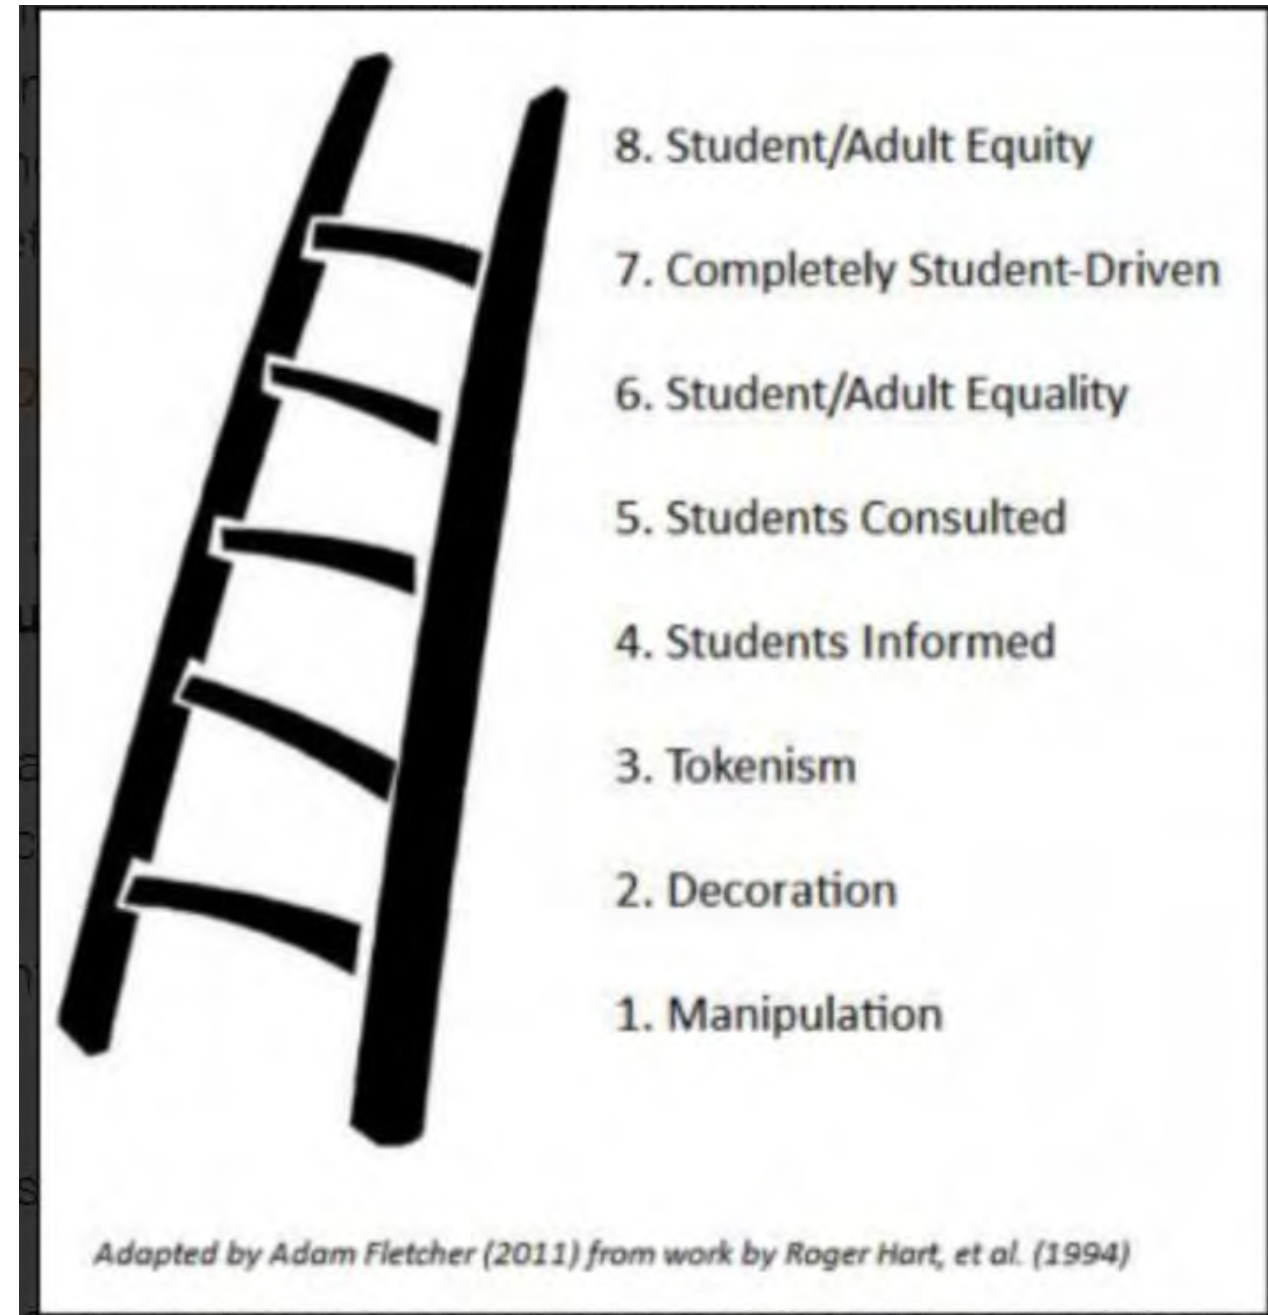 8. Student/Adult Equity
7. Completely Student-Driven
6. Student/Adult Equality
5. Students Consulted
4. Students Informed
3. Tokenism
2. Decoration
1. Manipulation
Adapted by Adam Fletcher (2011) from work by Roger Hart, et al. (1994)